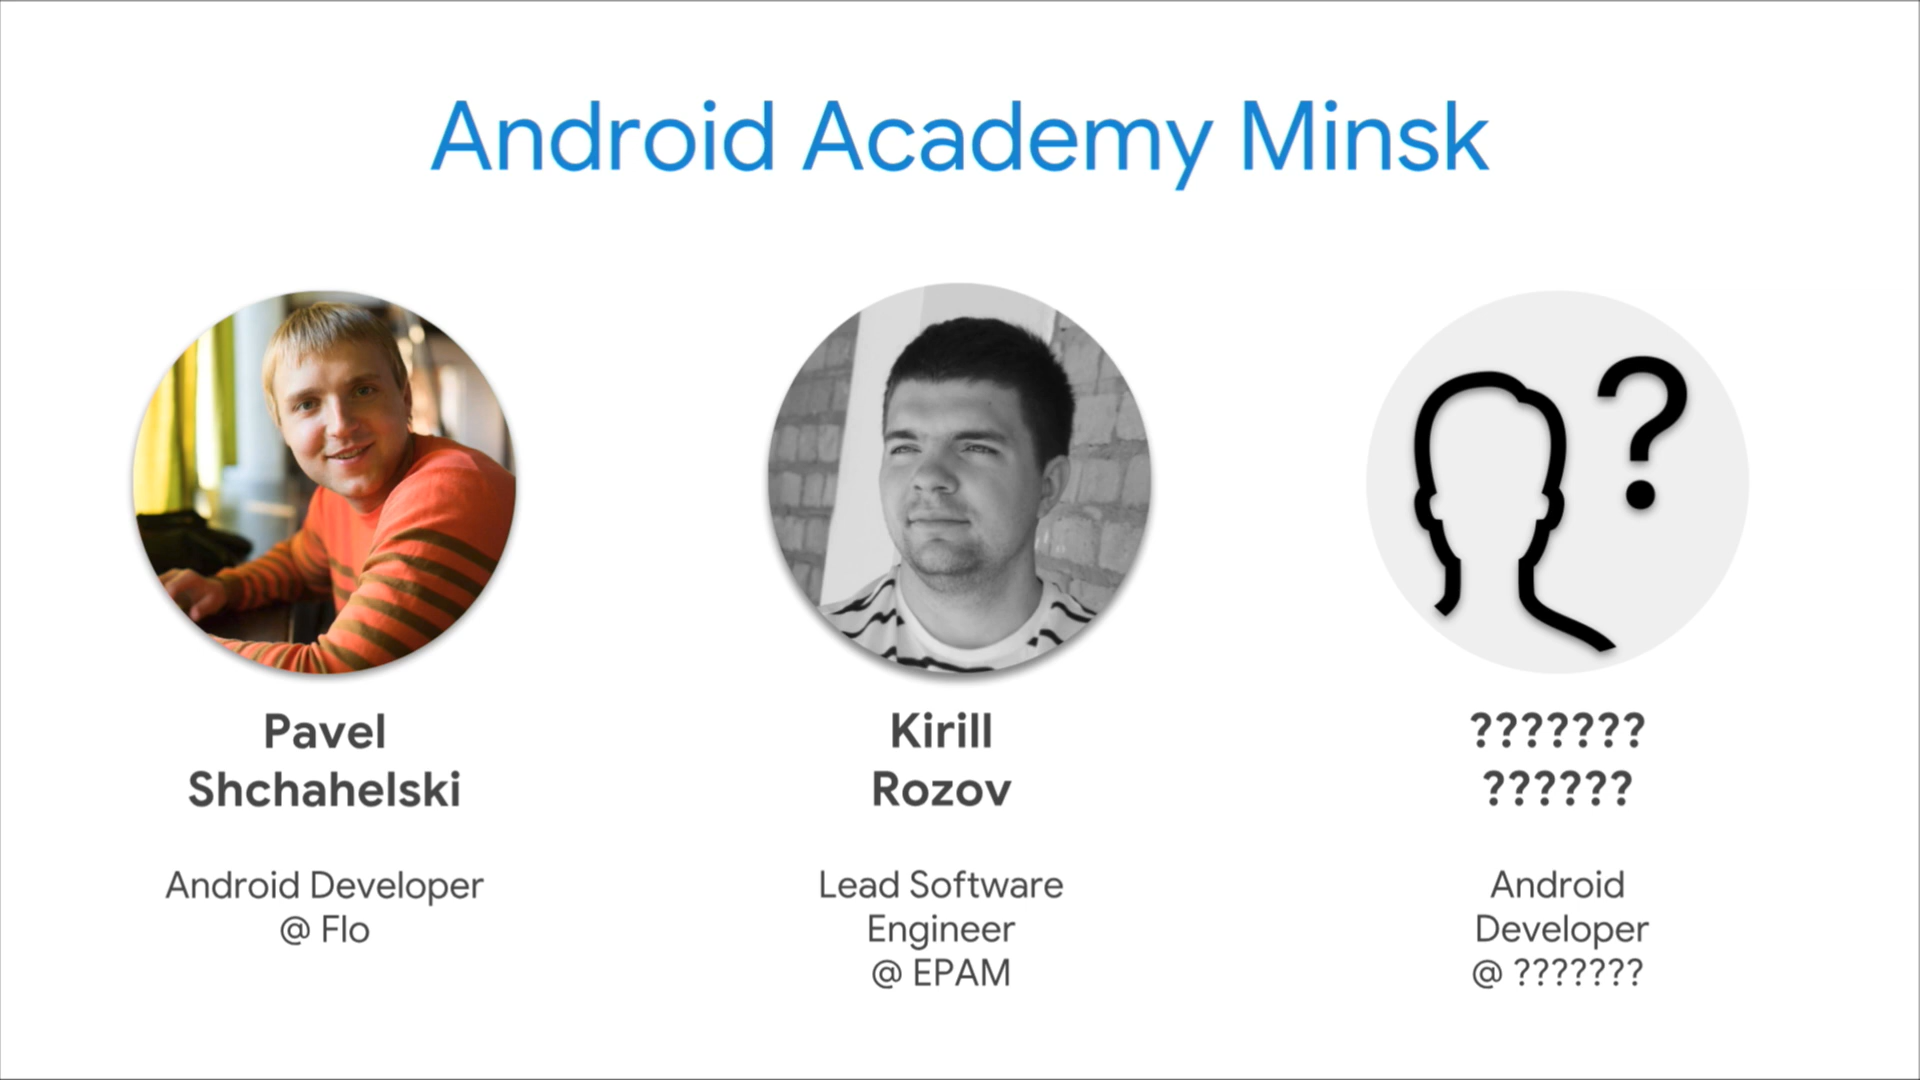 Android Academy Minsk
Pavel
Shchahelski
Android Developer
@ Flo
Kirill
Rozov
Lead Software
Engineer
@ EPAM
?
???????
??????
Android
Developer
@ ???????